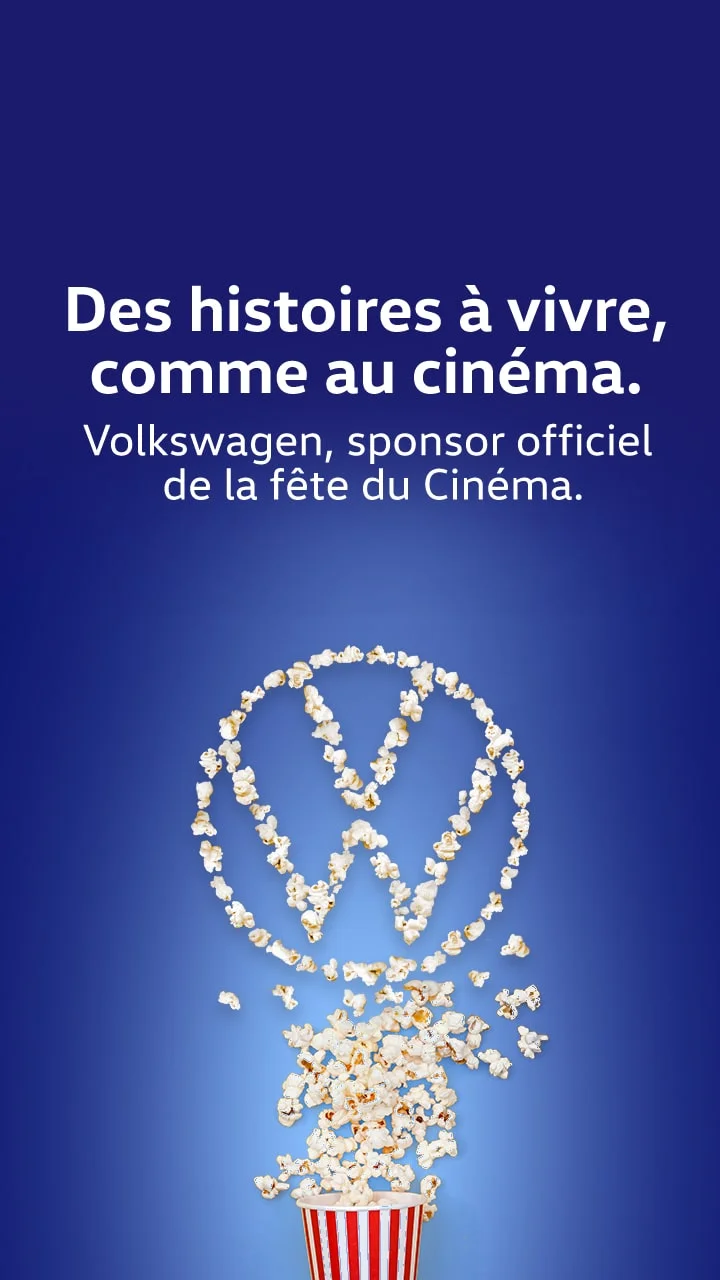 Des histoires à vivre,
comme au cinéma.
Volkswagen, sponsor officiel
de la fête du Cinéma.